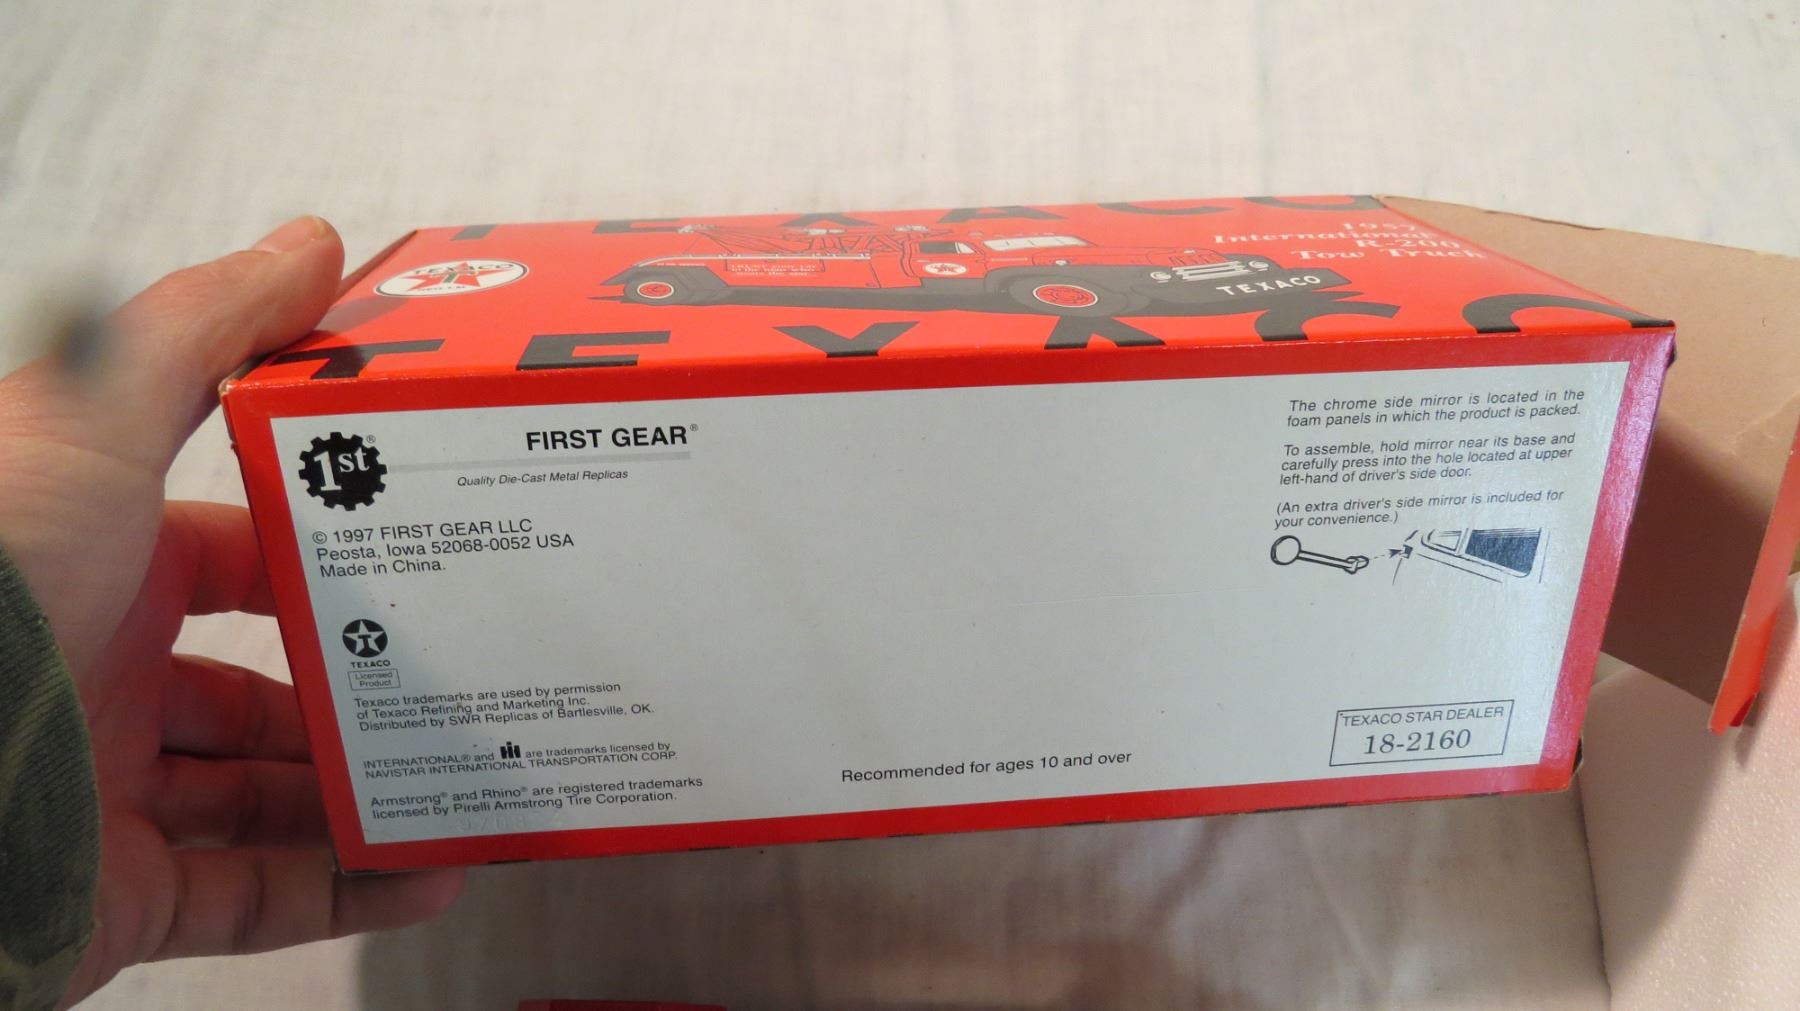 TEXACO
1957
International
R-200
Tow Truck
TEXACO
TEXACO
TEXACO
1st®
FIRST GEAR®
Quality Die-Cast Metal Replicas
© 1997 FIRST GEAR LLC
Peosta, Iowa 52068-0052 USA
Made in China.
TEXACO
Licensed
Product
Texaco trademarks are used by permission
of Texaco Refining and Marketing Inc.
Distributed by SWR Replicas of Bartlesville, OK.
INTERNATIONAL® and IH are trademarks licensed by
NAVISTAR INTERNATIONAL TRANSPORTATION CORP.
Armstrong® and Rhino® are registered trademarks
licensed by Pirelli Armstrong Tire Corporation.
Recommended for ages 10 and over
The chrome side mirror is located in the
foam panels in which the product is packed.
To assemble, hold mirror near its base and
carefully press into the hole located at upper
left-hand of driver's side door.
(An extra driver's side mirror is included for
your convenience.)
TEXACO STAR DEALER
18-2160